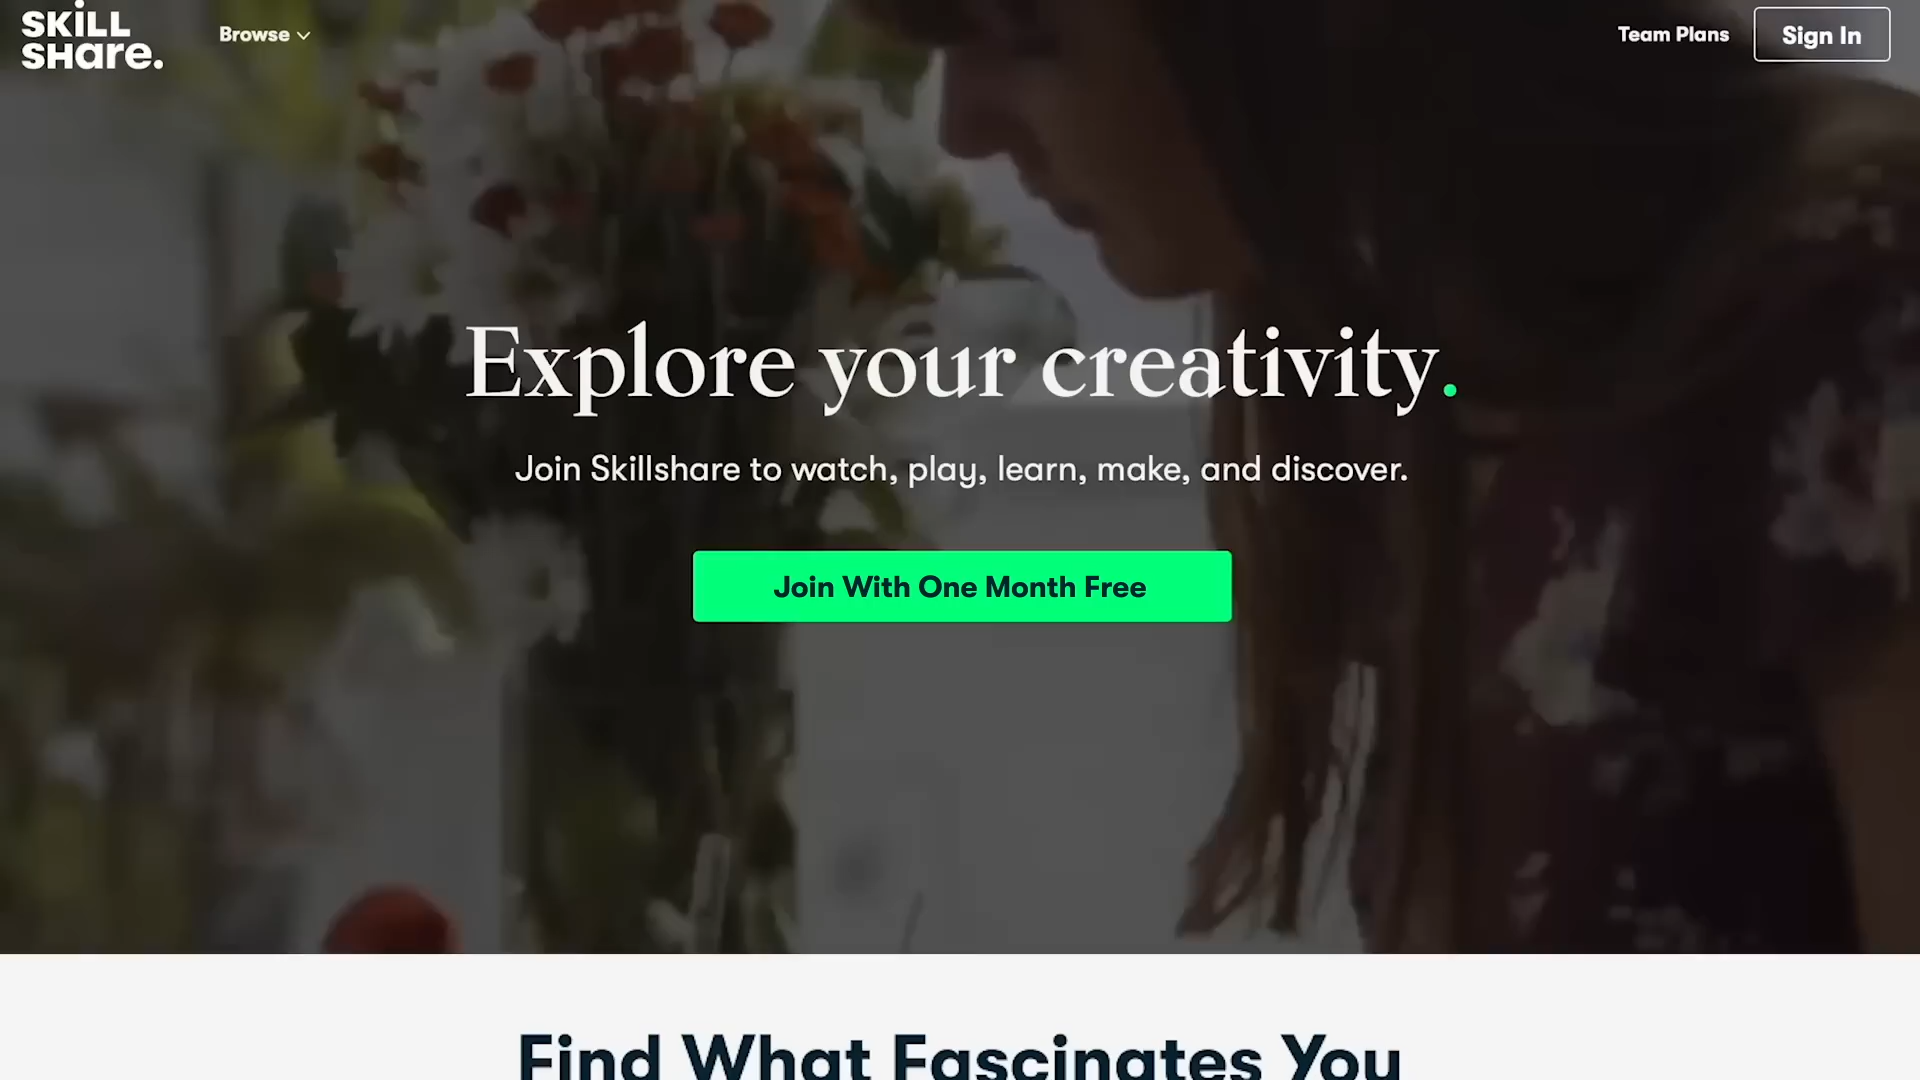 SKiLL
SHare.
Browse
Team Plans
Sign In
Explore your creativity.
Join Skillshare to watch, play, learn, make, and discover.
Join With One Month Free
Find What Fascinates You